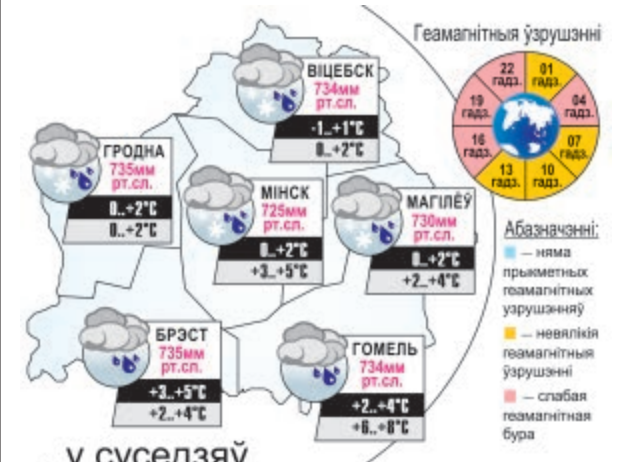 Геамагнітныя ўзрушэнні
22 гадз.
01 гадз.
19 гадз.
04 гадз.
16 гадз.
07 гадз.
13 гадз.
10 гадз.
ВІЦЕБСК
734мм
рт.сл.
-1..+1°C
0..+2°C
ГРОДНА
735мм
рт.сл.
0..+2°C
0..+2°C
МІНСК
725мм
рт.сл.
0..+2°C
+3..+5°C
МАГІЛЁЎ
730мм
рт.сл.
0..+2°C
+2..+4°C
БРЭСТ
735мм
рт.сл.
+3..+5°C
+2..+4°C
ГОМЕЛЬ
734мм
рт.сл.
+2..+4°C
+6..+8°C
Абазначэнні:
— няма
прыкметных
геамагнітных
узрушэнняў
— невялікія
геамагнітныя
ўзрушэнні
— слабая
геамагнітная
бура
у суседзяў